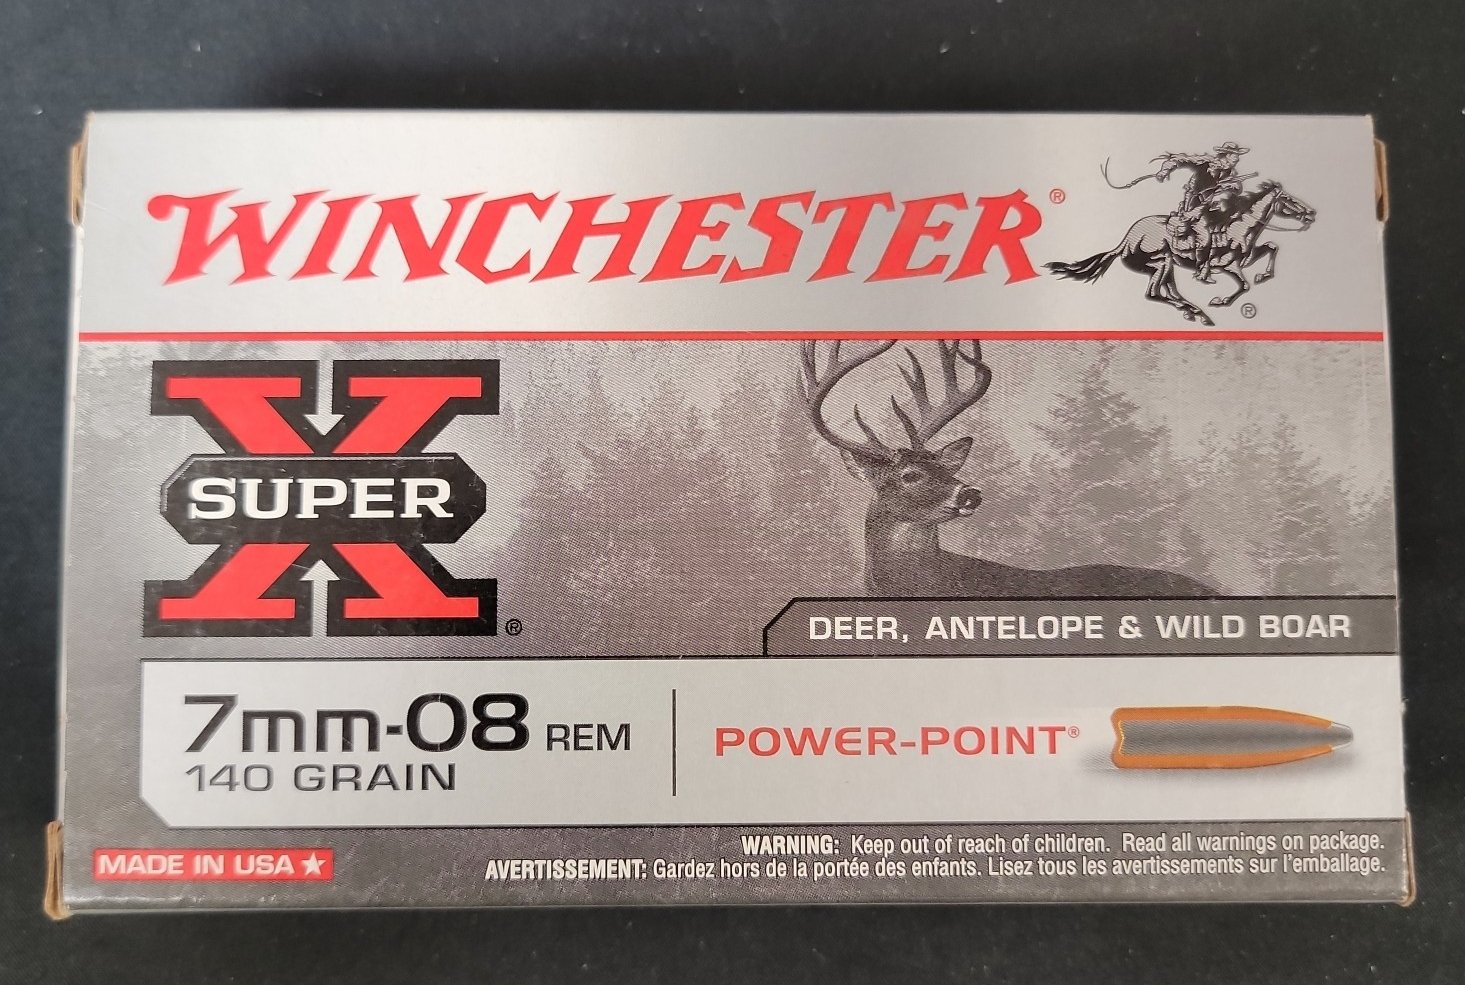 WINCHESTER®
®
X
SUPER
®
DEER, ANTELOPE & WILD BOAR
7mm-08 REM
140 GRAIN
POWER-POINT®
MADE IN USA ★
WARNING: Keep out of reach of children. Read all warnings on package.
AVERTISSEMENT: Gardez hors de la portée des enfants. Lisez tous les avertissements sur l'emballage.